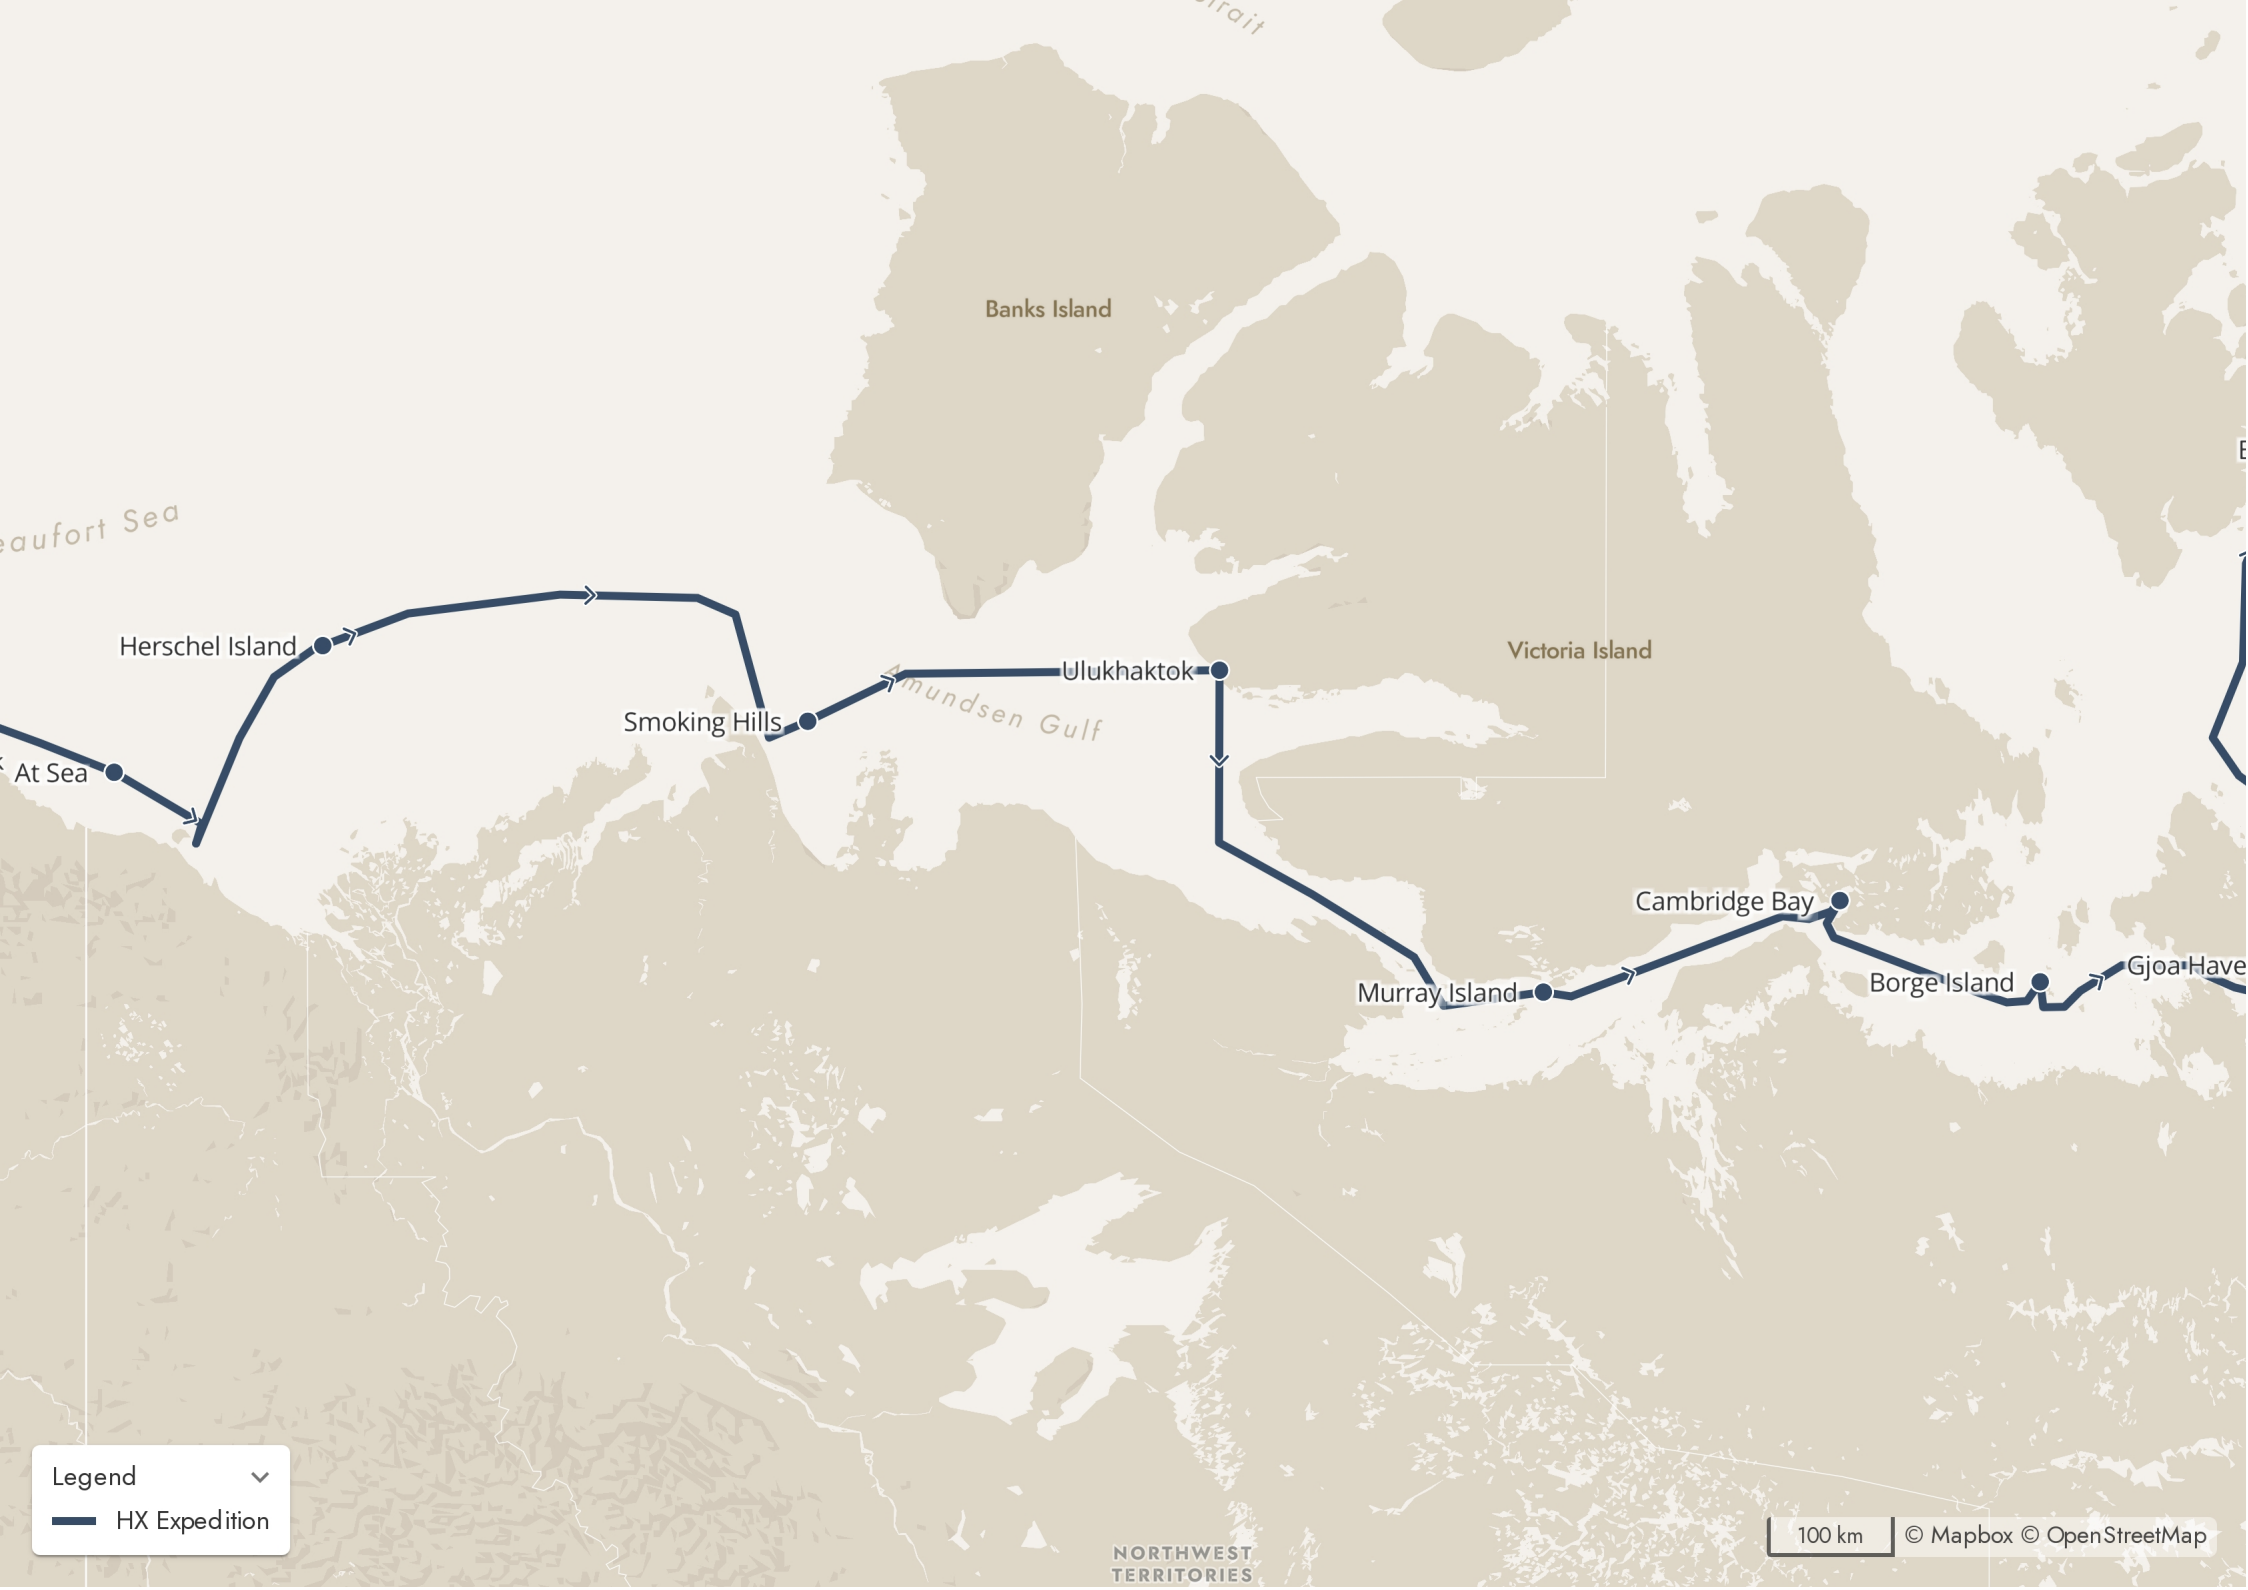 Banks Island
Beaufort Sea
Herschel Island
Victoria Island
Ulukhaktok
Amundsen Gulf
Smoking Hills
At Sea
Cambridge Bay
Gjoa Have
Borge Island
Murray Island
Legend
HX Expedition
100 km
© Mapbox © OpenStreetMap
NORTHWEST
TERRITORIES